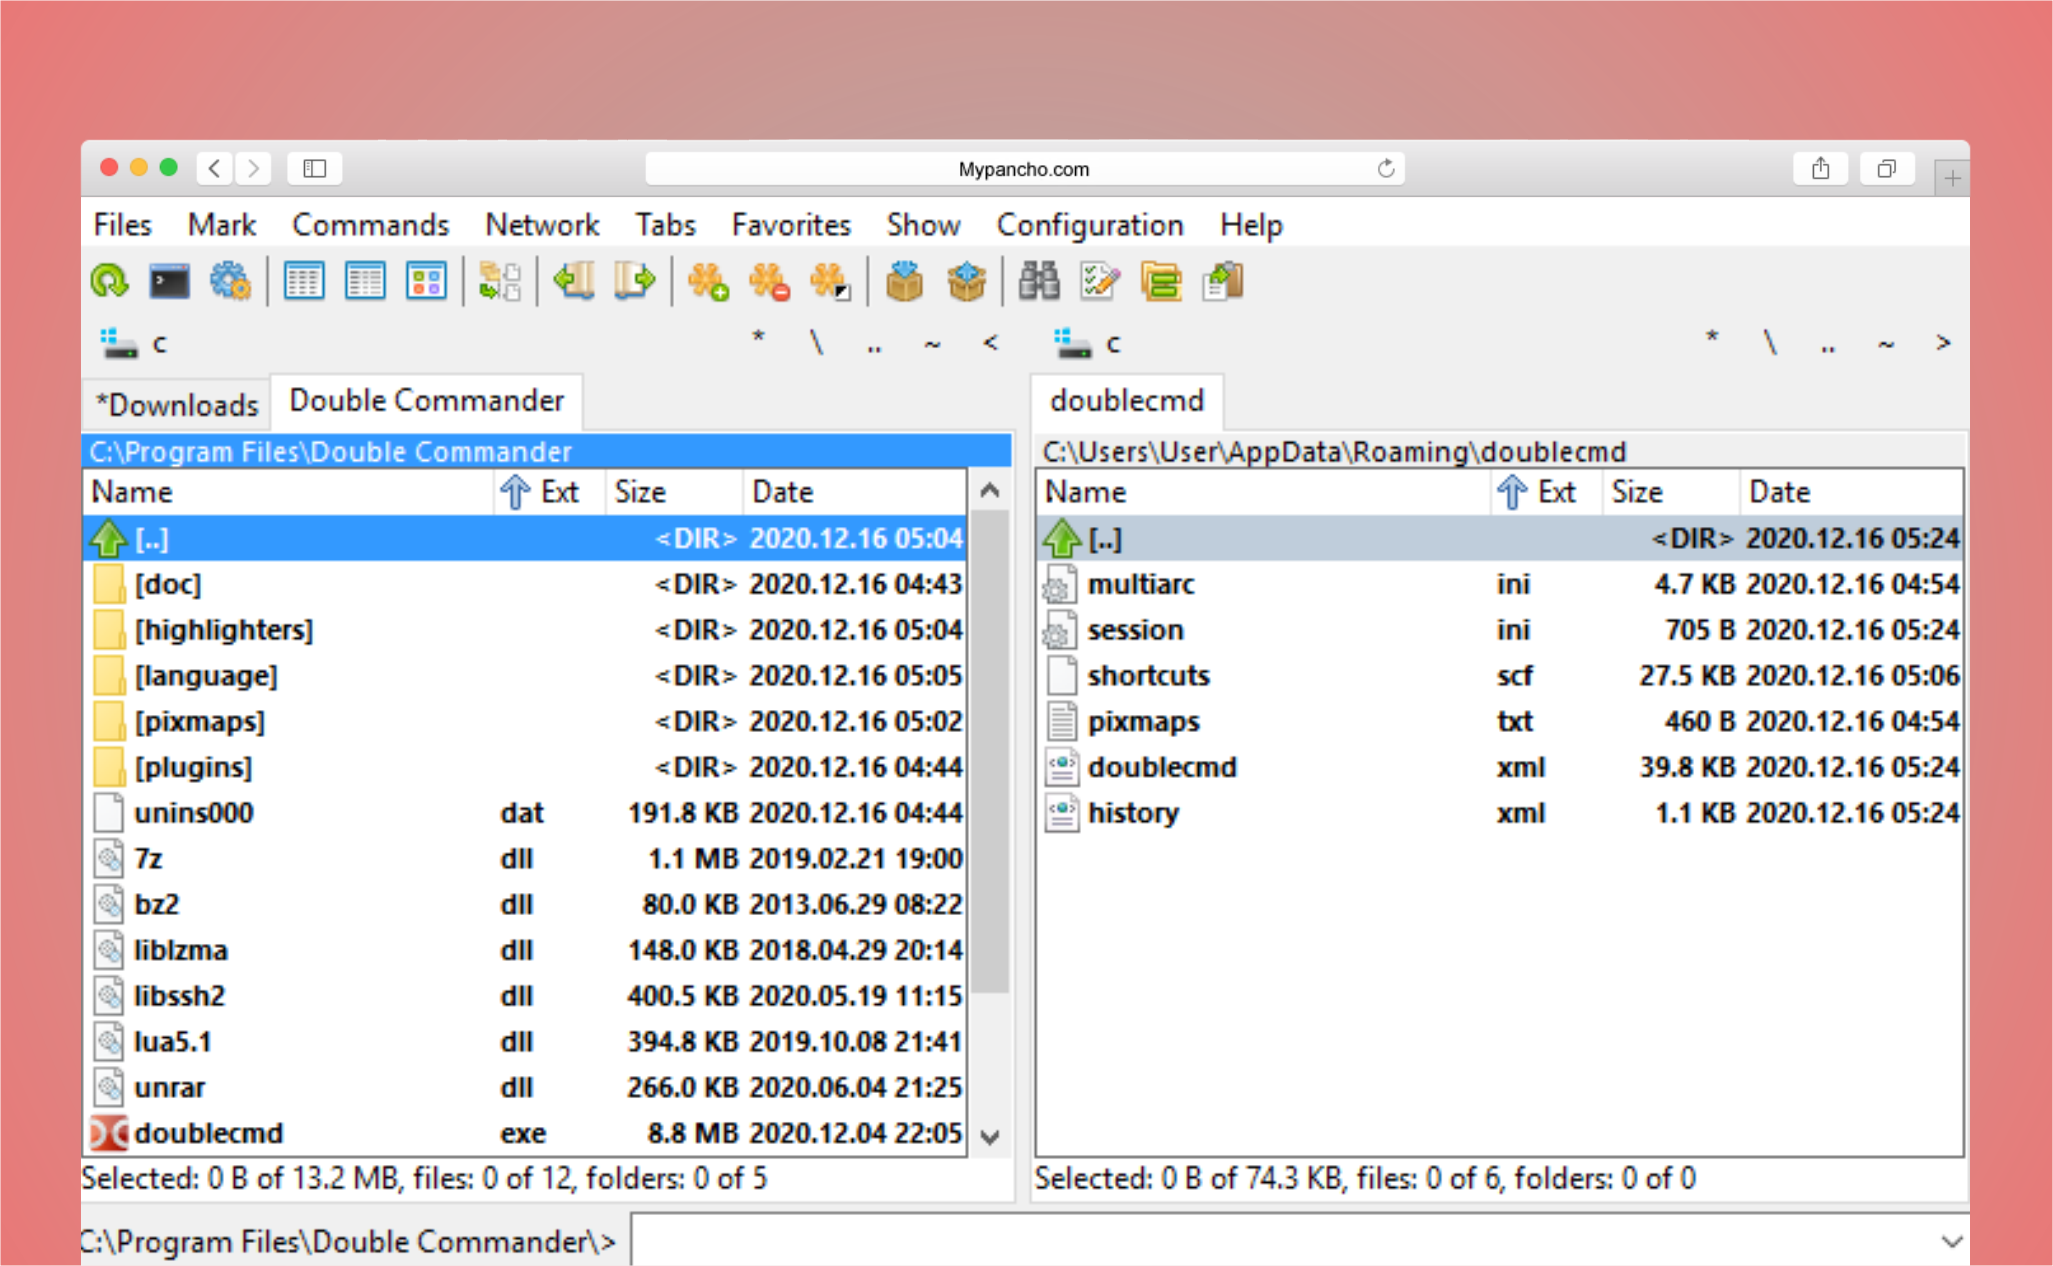 Mypancho.com
Files Mark Commands Network Tabs Favorites Show Configuration Help
c * \ .. ~ < c * \ .. ~ >
*Downloads Double Commander doublecmd
C:\Program Files\Double Commander C:\Users\User\AppData\Roaming\doublecmd
Name Ext Size Date Name Ext Size Date
[..] <DIR> 2020.12.16 05:04 [..] <DIR> 2020.12.16 05:24
[doc] <DIR> 2020.12.16 04:43 multiarc ini 4.7 KB 2020.12.16 04:54
[highlighters] <DIR> 2020.12.16 05:04 session ini 705 B 2020.12.16 05:24
[language] <DIR> 2020.12.16 05:05 shortcuts scf 27.5 KB 2020.12.16 05:06
[pixmaps] <DIR> 2020.12.16 05:02 pixmaps txt 460 B 2020.12.16 04:54
[plugins] <DIR> 2020.12.16 04:44 doublecmd xml 39.8 KB 2020.12.16 05:24
unins000 dat 191.8 KB 2020.12.16 04:44 history xml 1.1 KB 2020.12.16 05:24
7z dll 1.1 MB 2019.02.21 19:00
bz2 dll 80.0 KB 2013.06.29 08:22
liblzma dll 148.0 KB 2018.04.29 20:14
libssh2 dll 400.5 KB 2020.05.19 11:15
lua5.1 dll 394.8 KB 2019.10.08 21:41
unrar dll 266.0 KB 2020.06.04 21:25
doublecmd exe 8.8 MB 2020.12.04 22:05
Selected: 0 B of 13.2 MB, files: 0 of 12, folders: 0 of 5 Selected: 0 B of 74.3 KB, files: 0 of 6, folders: 0 of 0
C:\Program Files\Double Commander\>